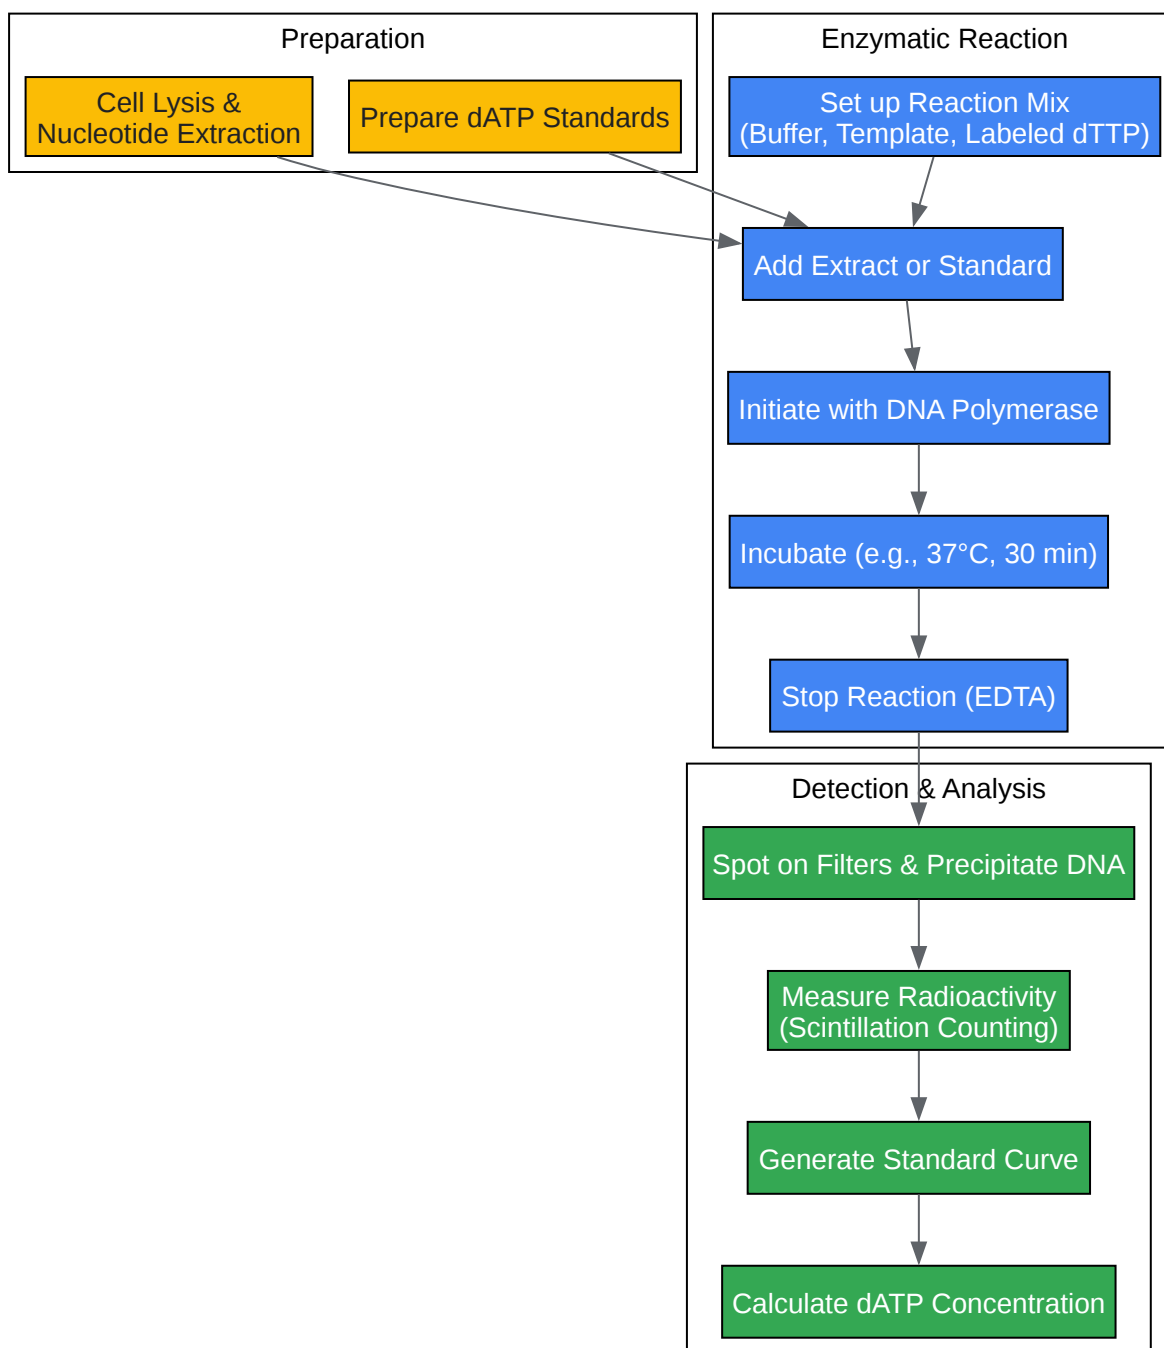 Preparation
Cell Lysis &
Nucleotide Extraction
Prepare dATP Standards
Enzymatic Reaction
Set up Reaction Mix
(Buffer, Template, Labeled dTTP)
Add Extract or Standard
Initiate with DNA Polymerase
Incubate (e.g., 37°C, 30 min)
Stop Reaction (EDTA)
Detection & Analysis
Spot on Filters & Precipitate DNA
Measure Radioactivity
(Scintillation Counting)
Generate Standard Curve
Calculate dATP Concentration